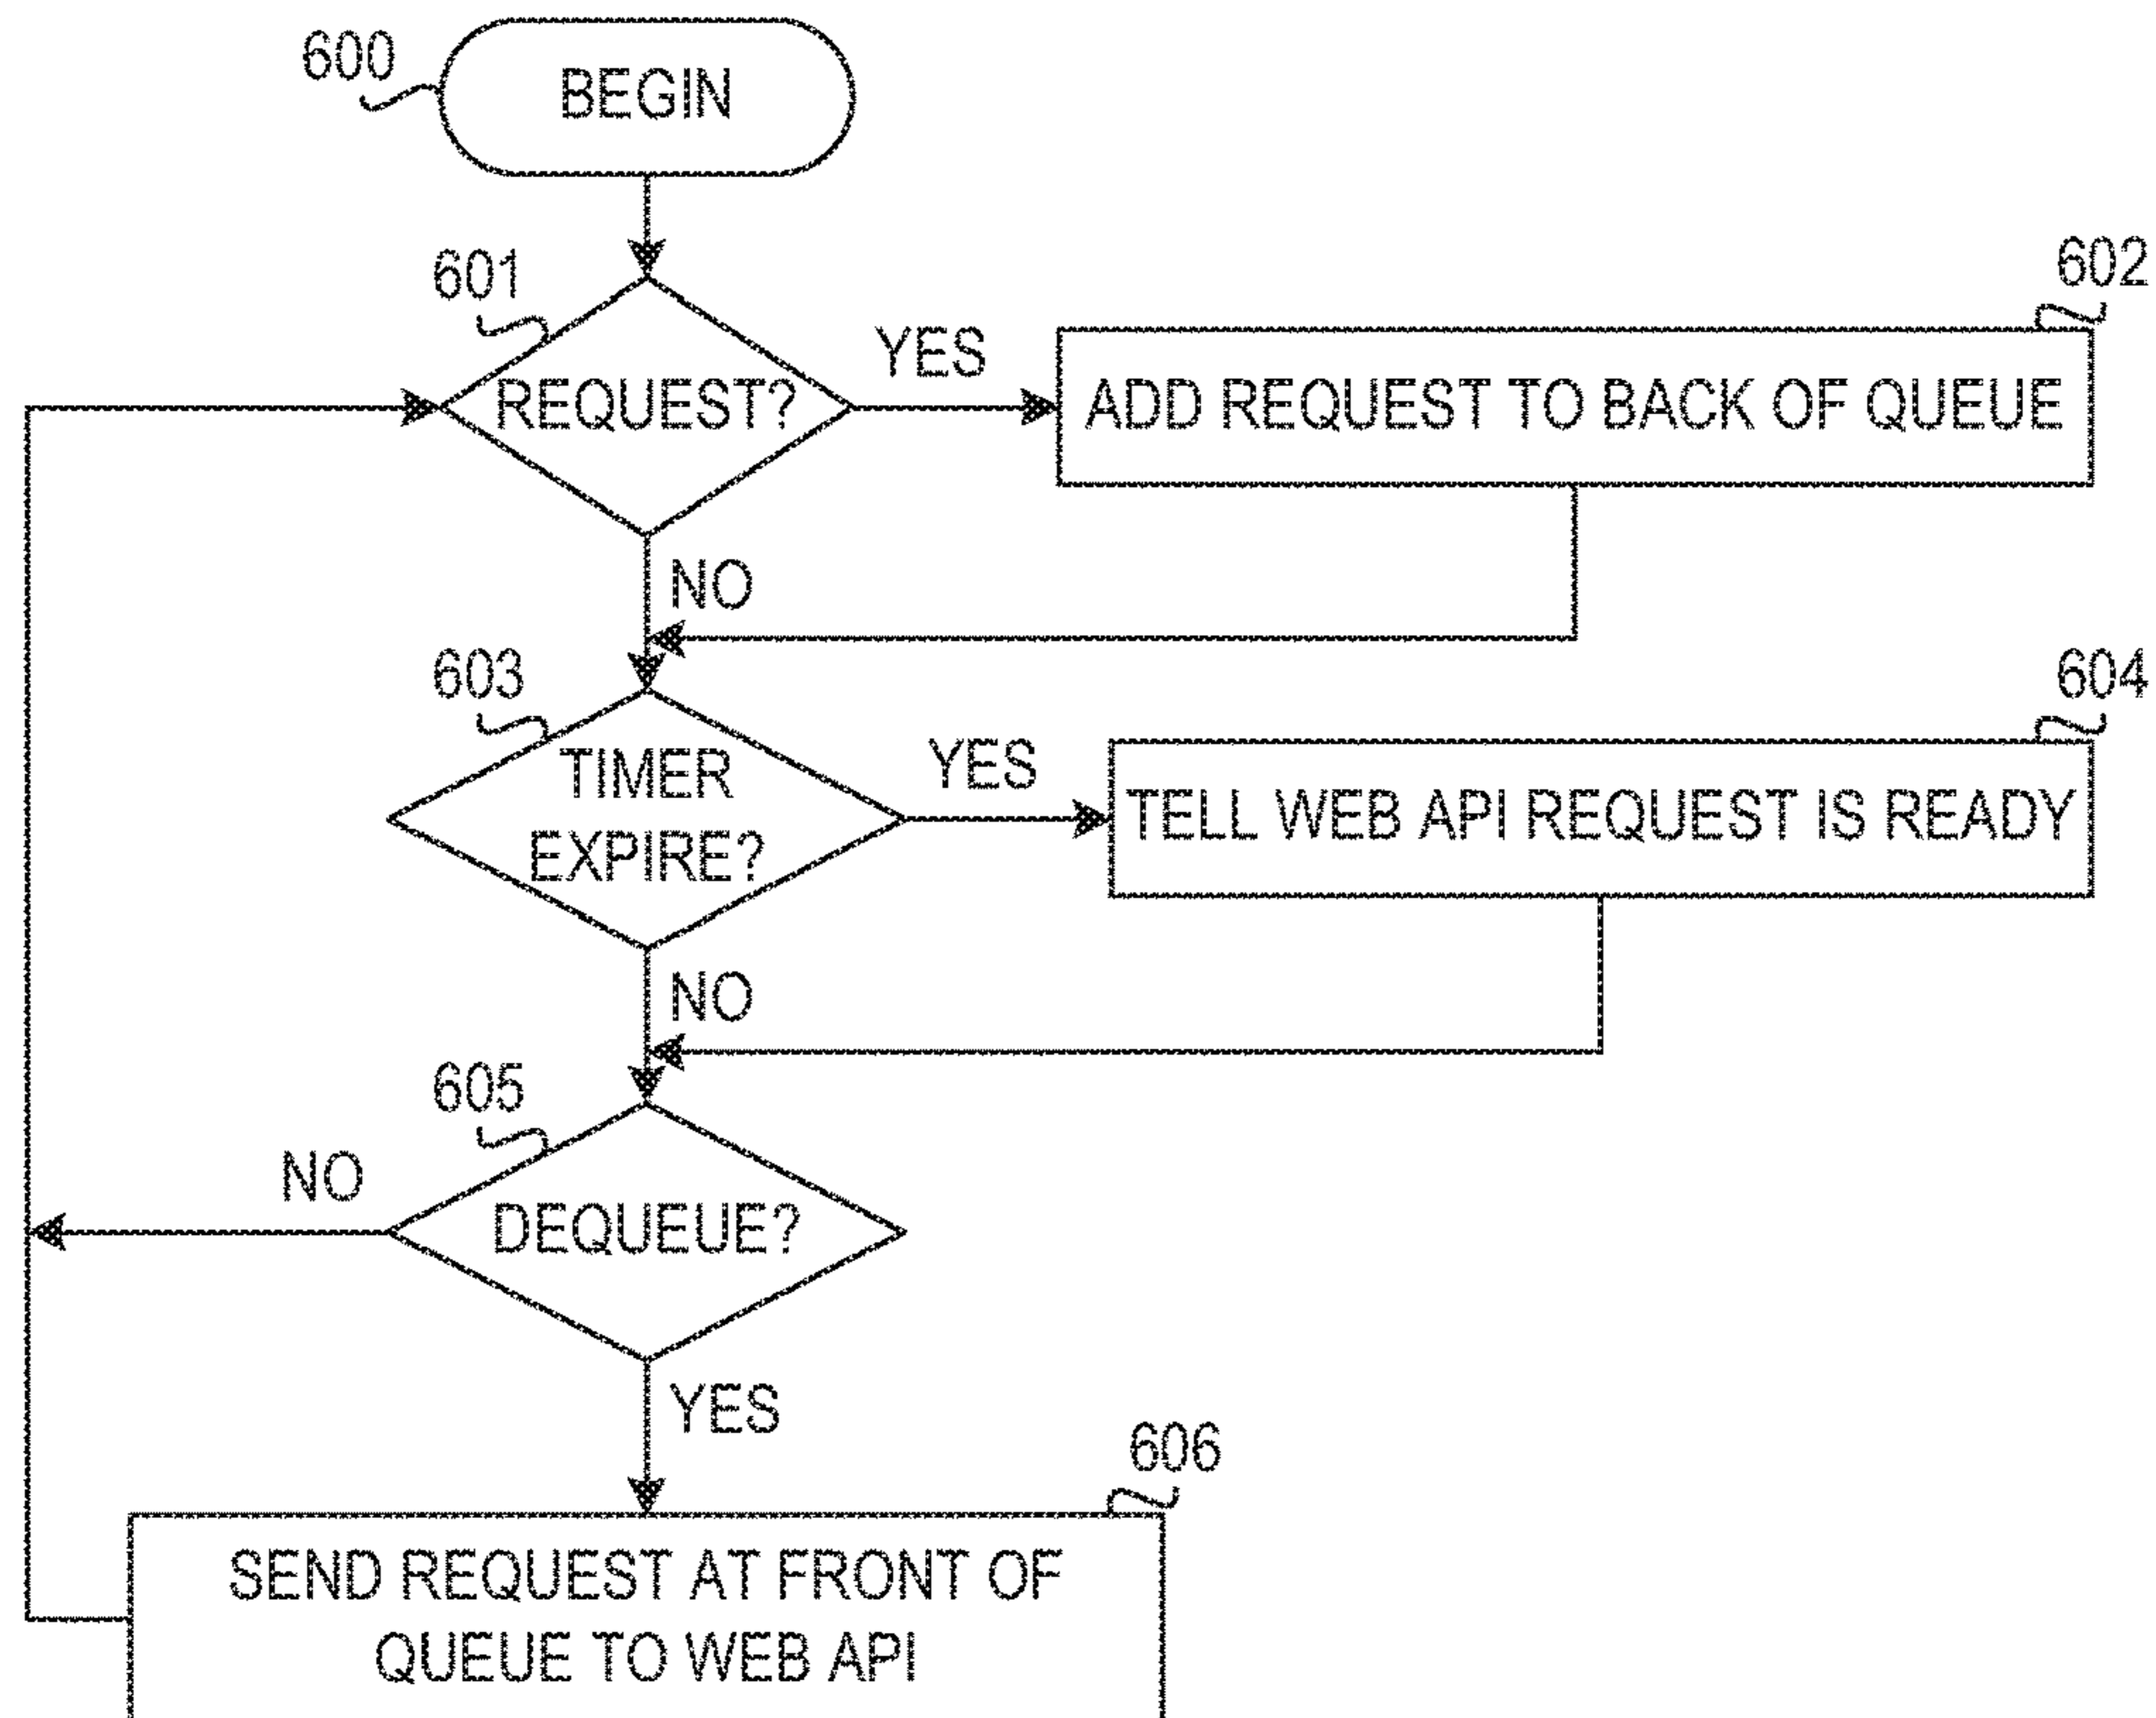 600
BEGIN
601
REQUEST?
YES
602
ADD REQUEST TO BACK OF QUEUE
NO
603
TIMER
EXPIRE?
YES
604
TELL WEB API REQUEST IS READY
NO
605
DEQUEUE?
NO
YES
606
SEND REQUEST AT FRONT OF
QUEUE TO WEB API